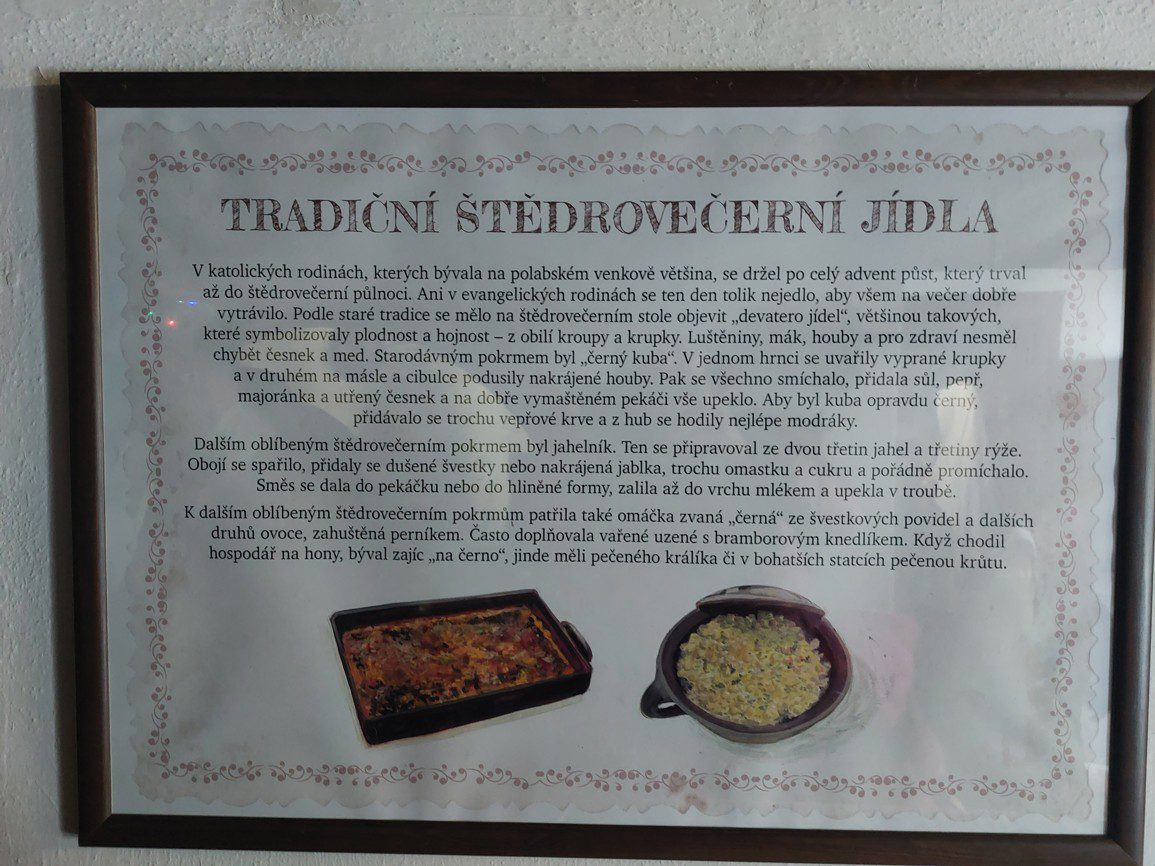 TRADIČNÍ ŠTĚDROVEČERNÍ JÍDLA
V katolických rodinách, kterých bývala na polabském venkově většina, se držel po celý advent půst, který trval
až do štědrovečerní půlnoci. Ani v evangelických rodinách se ten den tolik nejedlo, aby všem na večer dobře
vytrávilo. Podle staré tradice se mělo na štědrovečerním stole objevit „devatero jídel“, většinou takových,
které symbolizovaly plodnost a hojnost – z obilí kroupy a krupky. Luštěniny, mák, houby a pro zdraví nesměl
chybět česnek a med. Starodávným pokrmem byl „černý kuba“. V jednom hrnci se uvařily vyprané krupky
a v druhém na másle a cibulce podusily nakrájené houby. Pak se všechno smíchalo, přidala sůl, pepř,
majoránka a utřený česnek a na dobře vymaštěném pekáči vše upeklo. Aby byl kuba opravdu černý,
přidávalo se trochu vepřové krve a z hub se hodily nejlépe modráky.
Dalším oblíbeným štědrovečerním pokrmem byl jahelník. Ten se připravoval ze dvou třetin jahel a třetiny rýže.
Obojí se spařilo, přidaly se dušené švestky nebo nakrájená jablka, trochu omastku a cukru a pořádně promíchalo.
Směs se dala do pekáčku nebo do hliněné formy, zalila až do vrchu mlékem a upekla v troubě.
K dalším oblíbeným štědrovečerním pokrmům patřila také omáčka zvaná „černá“ ze švestkových povidel a dalších
druhů ovoce, zahuštěná perníkem. Často doplňovala vařené uzené s bramborovým knedlíkem. Když chodil
hospodář na hony, býval zajíc „na černo“, jinde měli pečeného králíka či v bohatších statcích pečenou krůtu.